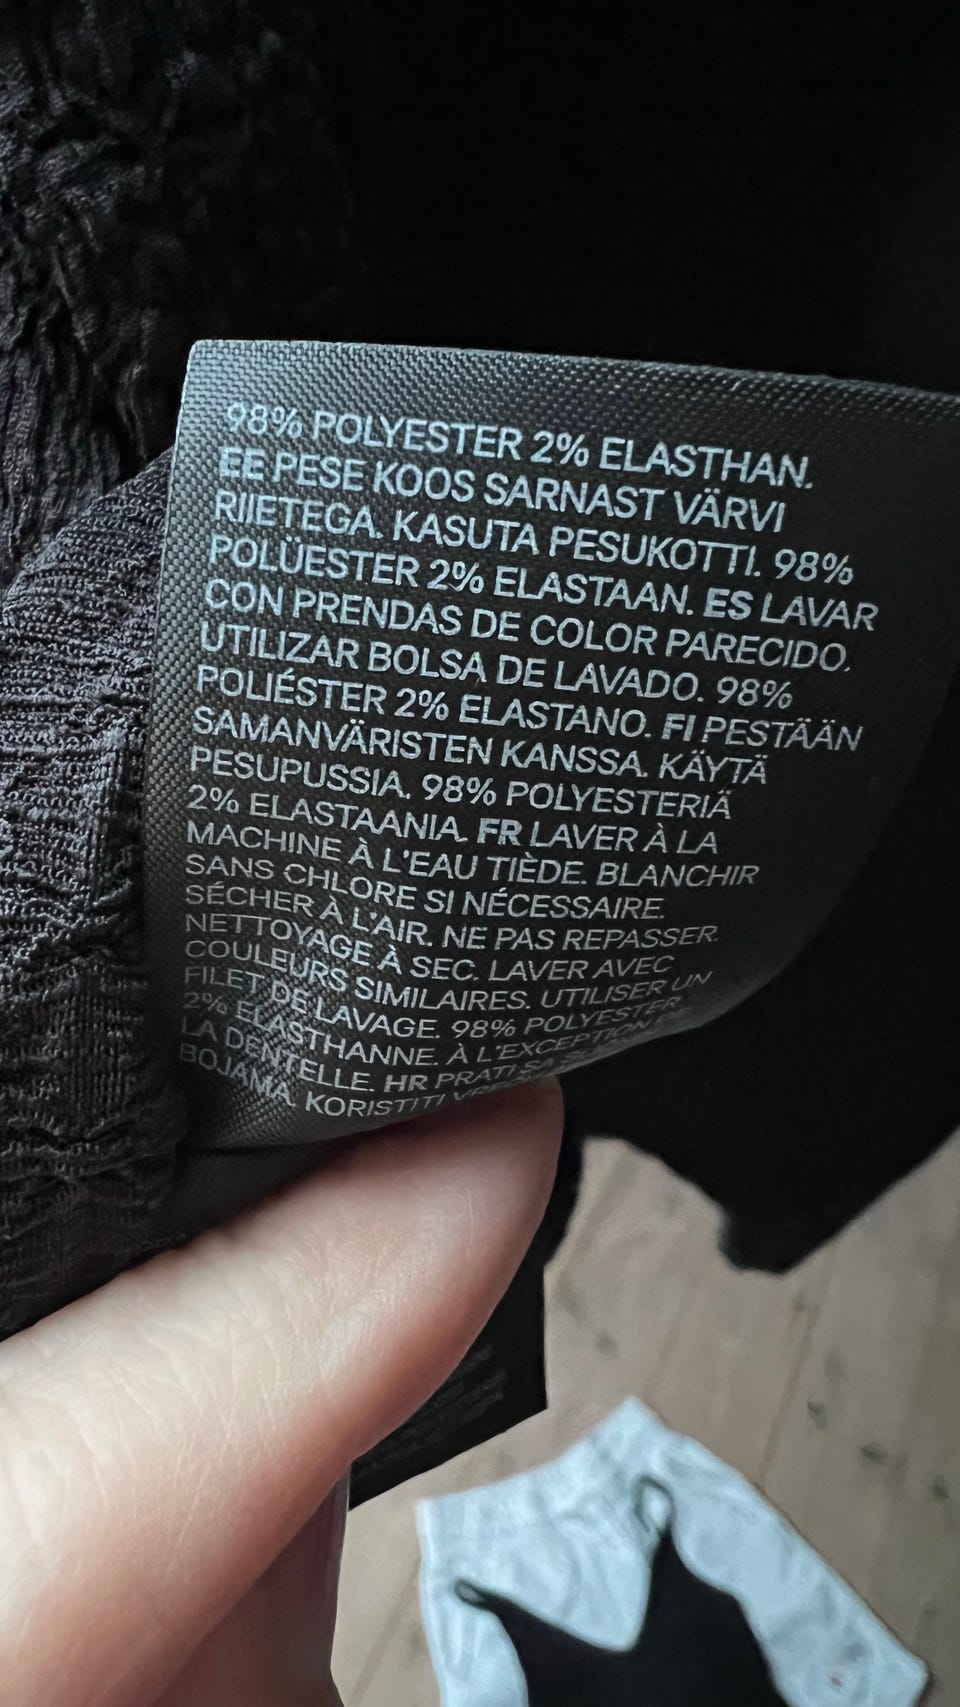 98% POLYESTER 2% ELASTHAN.
EE PESE KOOS SARNAST VÄRVI
RIIETEGA. KASUTA PESUKOTTI. 98%
POLÜESTER 2% ELASTAAN. ES LAVAR
CON PRENDAS DE COLOR PARECIDO.
UTILIZAR BOLSA DE LAVADO. 98%
POLIÉSTER 2% ELASTANO. FI PESTÄÄN
SAMANVÄRISTEN KANSSA. KÄYTÄ
PESUPUSSIA. 98% POLYESTERIÄ
2% ELASTAANIA. FR LAVER À LA
MACHINE À L'EAU TIÈDE. BLANCHIR
SANS CHLORE SI NÉCESSAIRE.
SÉCHER À L'AIR. NE PAS REPASSER.
NETTOYAGE À SEC. LAVER AVEC
COULEURS SIMILAIRES. UTILISER UN
FILET DE LAVAGE. 98% POLYESTER
2% ELASTHANNE. À L'EXCEPTION
LA DENTELLE. HR PRATI SA
BOJAMA. KORISTITI